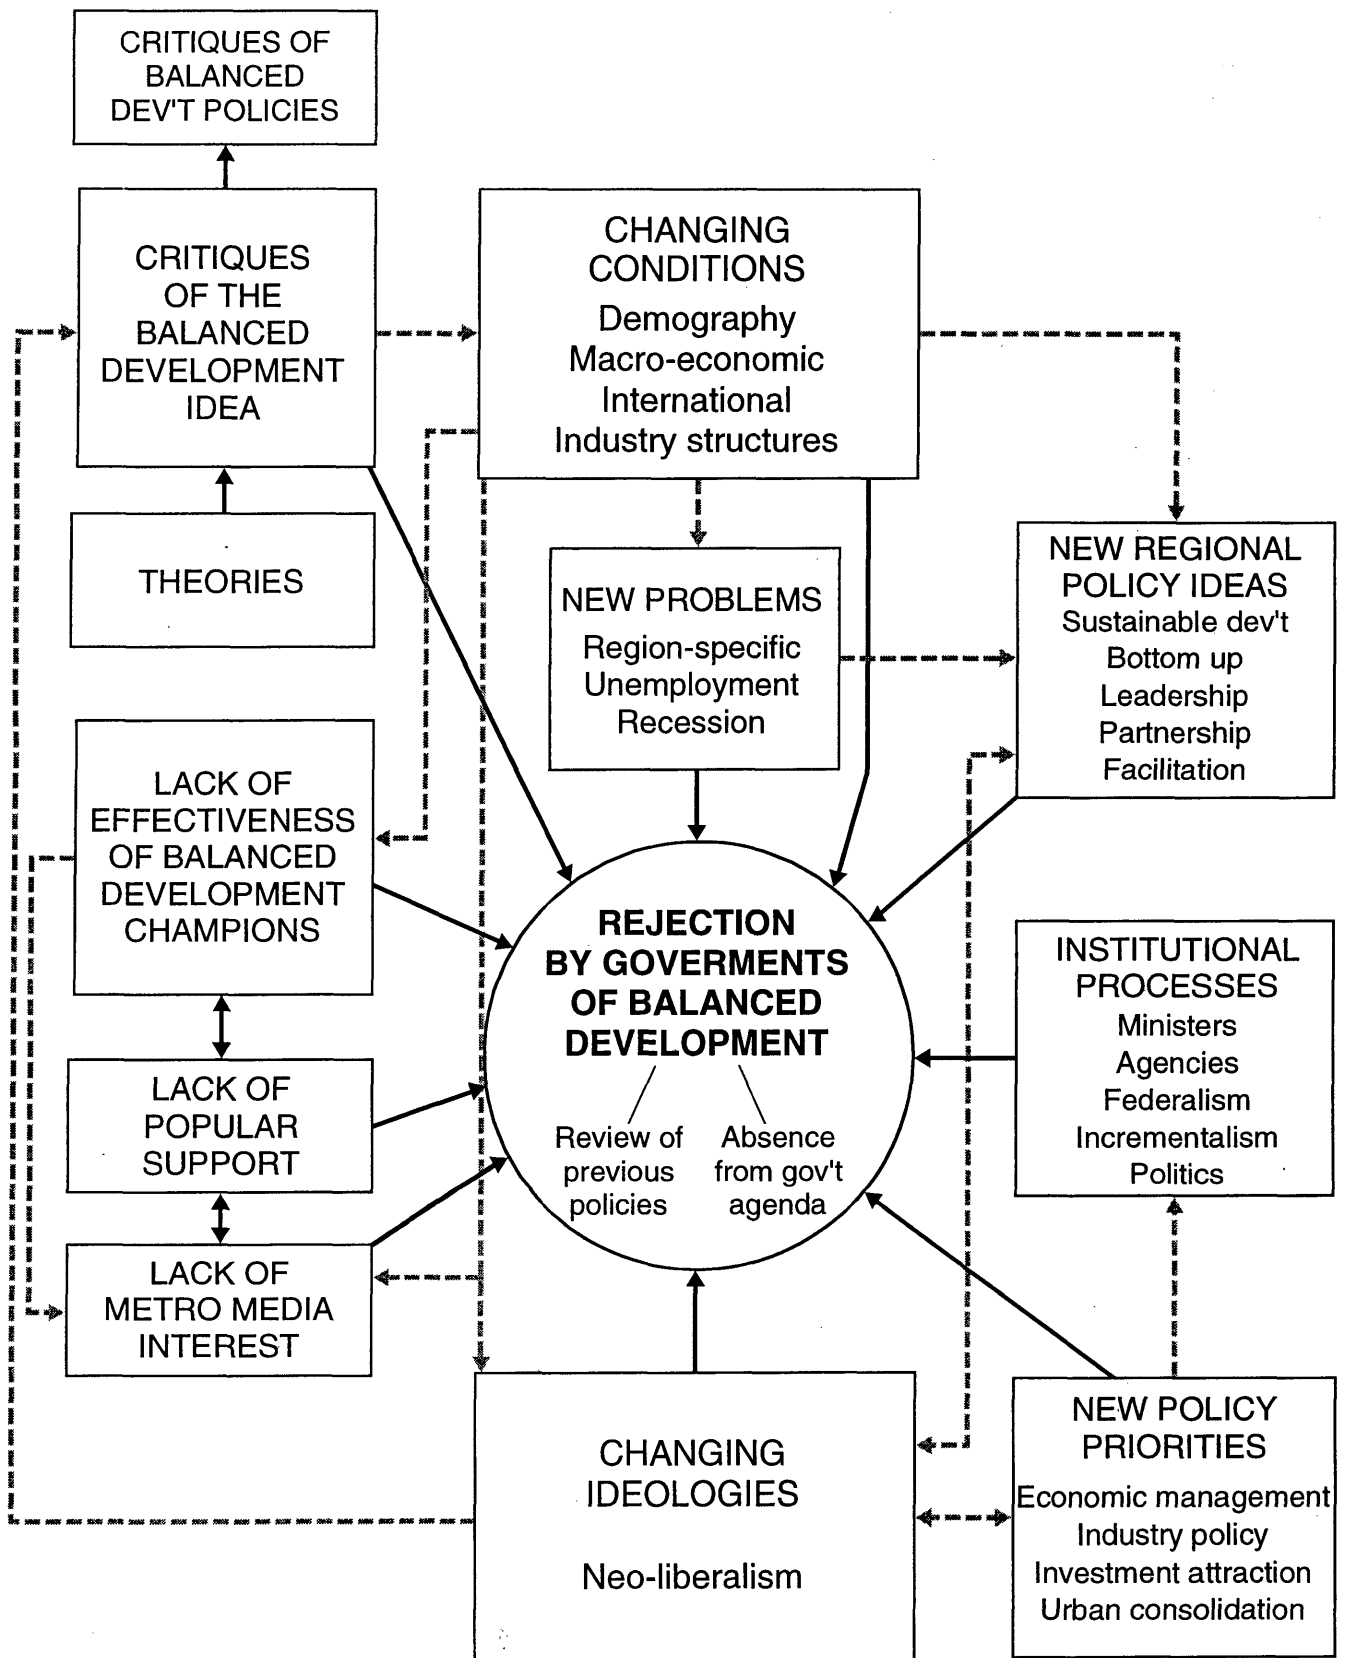 CRITIQUES OF
BALANCED
DEV'T POLICIES
CRITIQUES
OF THE
BALANCED
DEVELOPMENT
IDEA
CHANGING
CONDITIONS
Demography
Macro-economic
International
Industry structures
THEORIES
NEW PROBLEMS
Region-specific
Unemployment
Recession
NEW REGIONAL
POLICY IDEAS
Sustainable dev't
Bottom up
Leadership
Partnership
Facilitation
LACK OF
EFFECTIVENESS
OF BALANCED
DEVELOPMENT
CHAMPIONS
REJECTION
BY GOVERMENTS
OF BALANCED
DEVELOPMENT
Review of
previous
policies
Absence
from gov't
agenda
INSTITUTIONAL
PROCESSES
Ministers
Agencies
Federalism
Incrementalism
Politics
LACK OF
POPULAR
SUPPORT
LACK OF
METRO MEDIA
INTEREST
CHANGING
IDEOLOGIES
Neo-liberalism
NEW POLICY
PRIORITIES
Economic management
Industry policy
Investment attraction
Urban consolidation